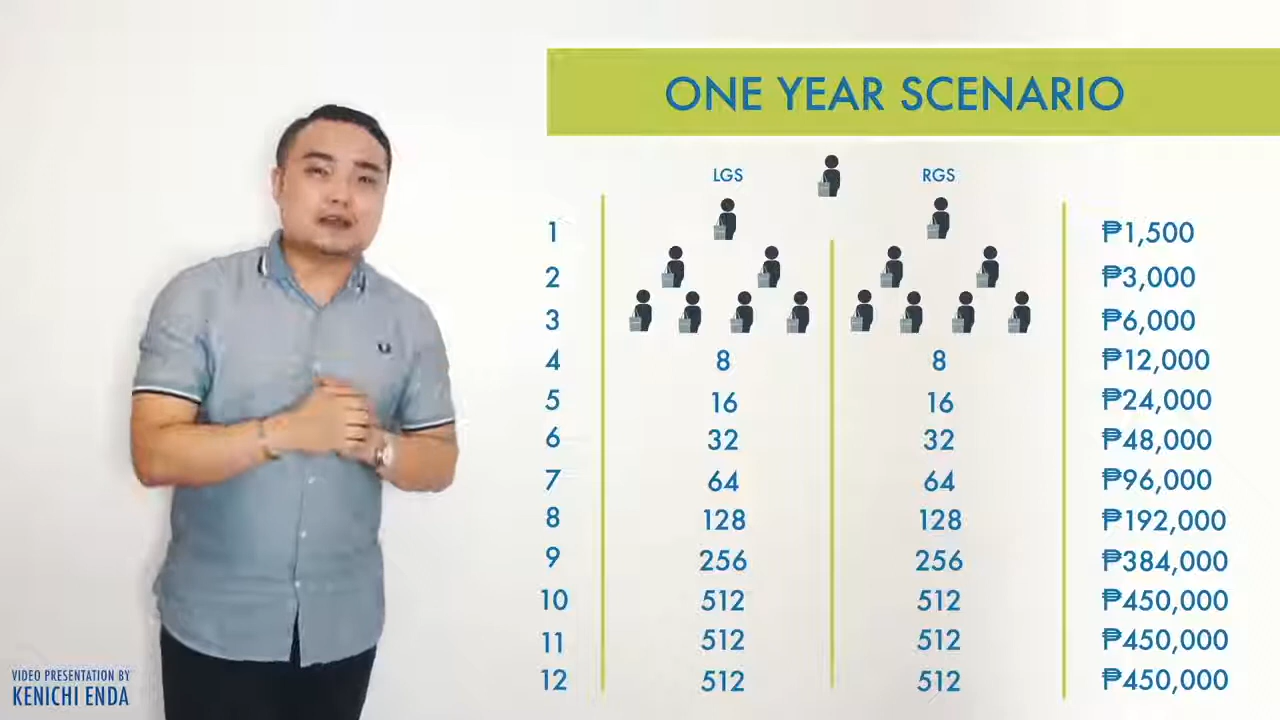 ONE YEAR SCENARIO
LGS RGS
1 ₱1,500
2 ₱3,000
3 ₱6,000
4 8 8 ₱12,000
5 16 16 ₱24,000
6 32 32 ₱48,000
7 64 64 ₱96,000
8 128 128 ₱192,000
9 256 256 ₱384,000
10 512 512 ₱450,000
11 512 512 ₱450,000
12 512 512 ₱450,000
VIDEO PRESENTATION BY
KENICHI ENDA